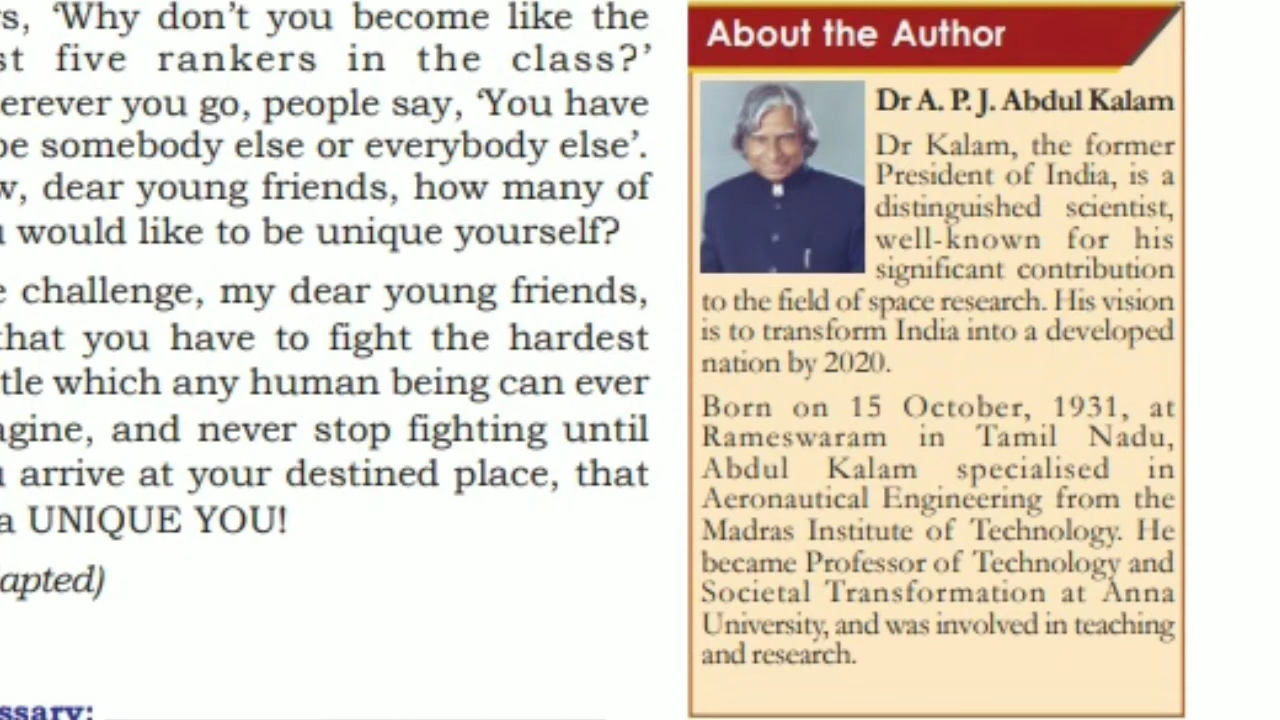 rs, ‘Why don’t you become like the
st five rankers in the class?’
erever you go, people say, ‘You have
be somebody else or everybody else’.
w, dear young friends, how many of
u would like to be unique yourself?
e challenge, my dear young friends,
that you have to fight the hardest
tle which any human being can ever
agine, and never stop fighting until
u arrive at your destined place, that
a UNIQUE YOU!
apted)
ssary:
About the Author
Dr A. P. J. Abdul Kalam
Dr Kalam, the former
President of India, is a
distinguished scientist,
well-known for his
significant contribution
to the field of space research. His vision
is to transform India into a developed
nation by 2020.
Born on 15 October, 1931, at
Rameswaram in Tamil Nadu,
Abdul Kalam specialised in
Aeronautical Engineering from the
Madras Institute of Technology. He
became Professor of Technology and
Societal Transformation at Anna
University, and was involved in teaching
and research.